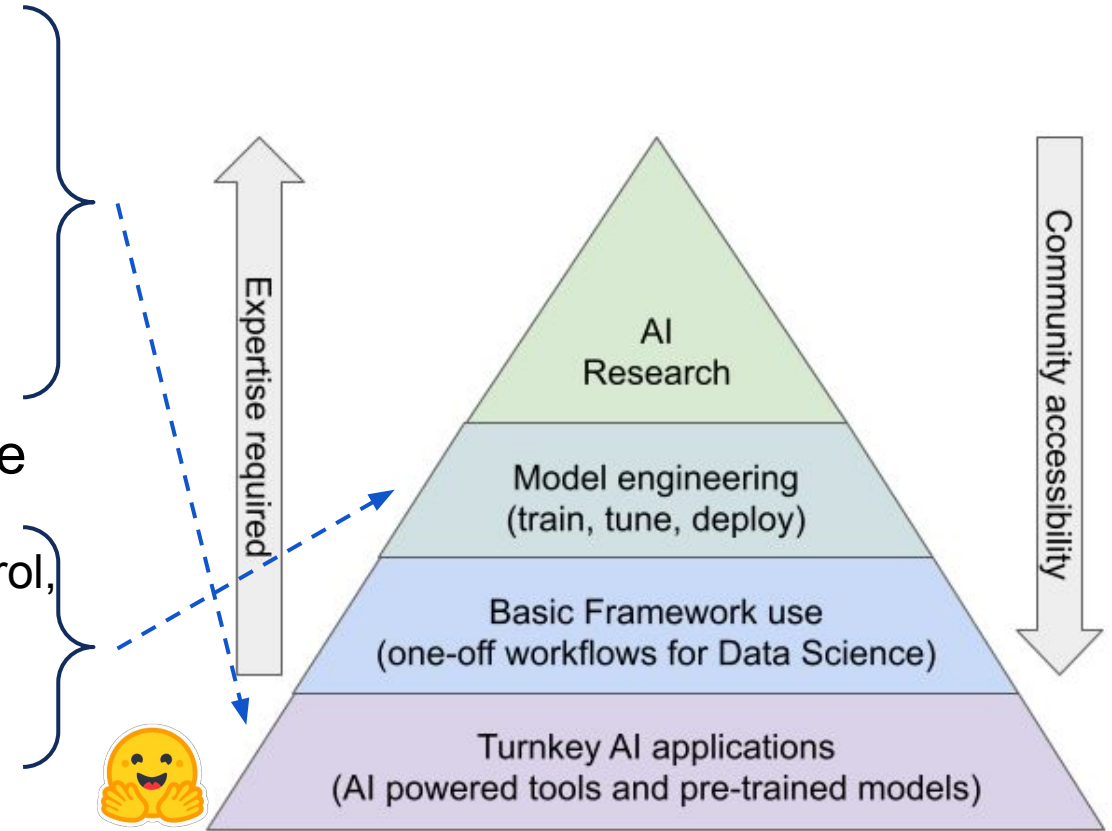 e
rol,
Expertise required
AI
Research
Model engineering
(train, tune, deploy)
Basic Framework use
(one-off workflows for Data Science)
Turnkey AI applications
(AI powered tools and pre-trained models)
Community accessibility